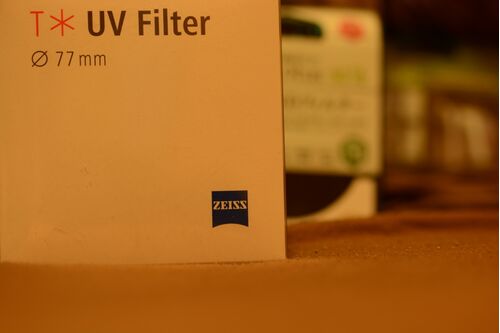 T* UV Filter
Ø 77 mm
ZEISS